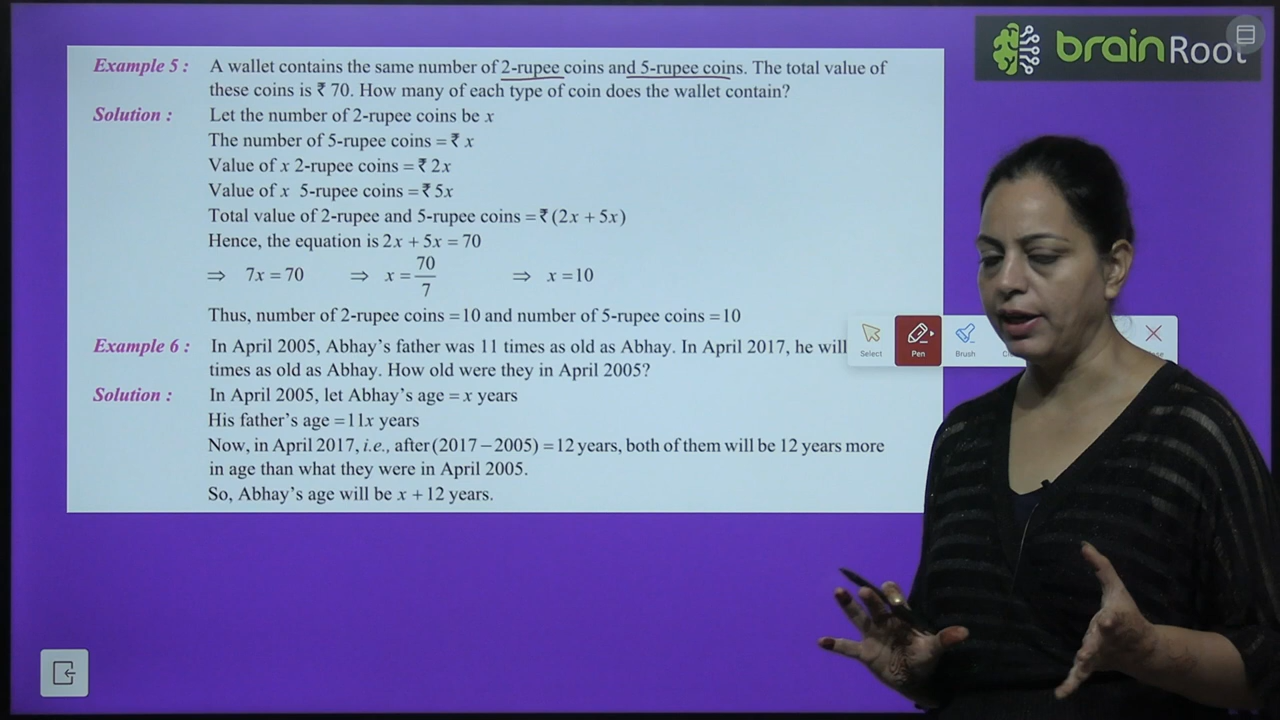 brainRoot
Example 5 : A wallet contains the same number of 2-rupee coins and 5-rupee coins. The total value of
these coins is ₹ 70. How many of each type of coin does the wallet contain?
Solution : Let the number of 2-rupee coins be x
The number of 5-rupee coins = ₹ x
Value of x 2-rupee coins = ₹ 2x
Value of x 5-rupee coins = ₹ 5x
Total value of 2-rupee and 5-rupee coins = ₹ (2x + 5x)
Hence, the equation is 2x + 5x = 70
⇒ 7x = 70 ⇒ x = 70/7 ⇒ x = 10
Thus, number of 2-rupee coins = 10 and number of 5-rupee coins = 10
Example 6 : In April 2005, Abhay's father was 11 times as old as Abhay. In April 2017, he will
times as old as Abhay. How old were they in April 2005?
Solution : In April 2005, let Abhay's age = x years
His father's age = 11x years
Now, in April 2017, i.e., after (2017 − 2005) = 12 years, both of them will be 12 years more
in age than what they were in April 2005.
So, Abhay's age will be x + 12 years.
Select Pen Brush